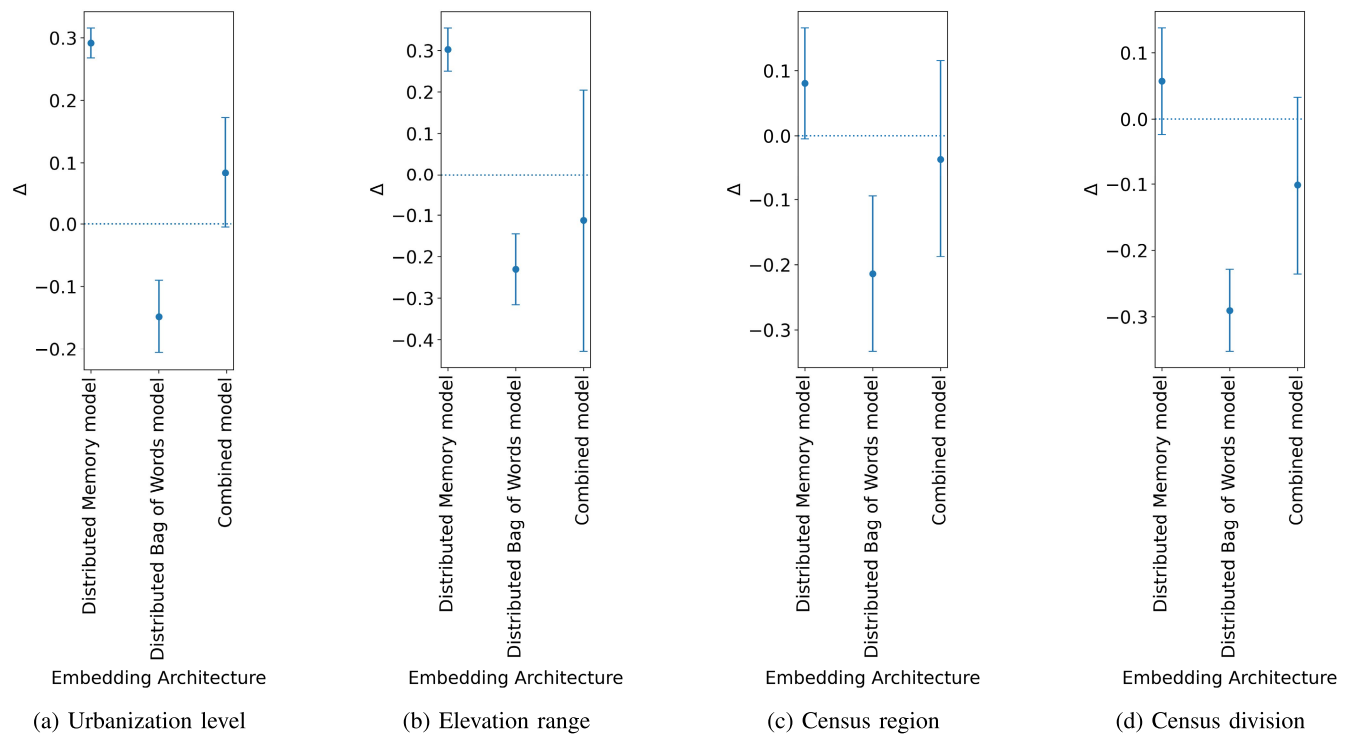 0.3
0.2
0.1
0.0
−0.1
−0.2
Δ
Distributed Memory model
Distributed Bag of Words model
Combined model
Embedding Architecture
(a) Urbanization level
0.3
0.2
0.1
0.0
−0.1
−0.2
−0.3
−0.4
Δ
Distributed Memory model
Distributed Bag of Words model
Combined model
Embedding Architecture
(b) Elevation range
0.1
0.0
−0.1
−0.2
−0.3
Δ
Distributed Memory model
Distributed Bag of Words model
Combined model
Embedding Architecture
(c) Census region
0.1
0.0
−0.1
−0.2
−0.3
Δ
Distributed Memory model
Distributed Bag of Words model
Combined model
Embedding Architecture
(d) Census division